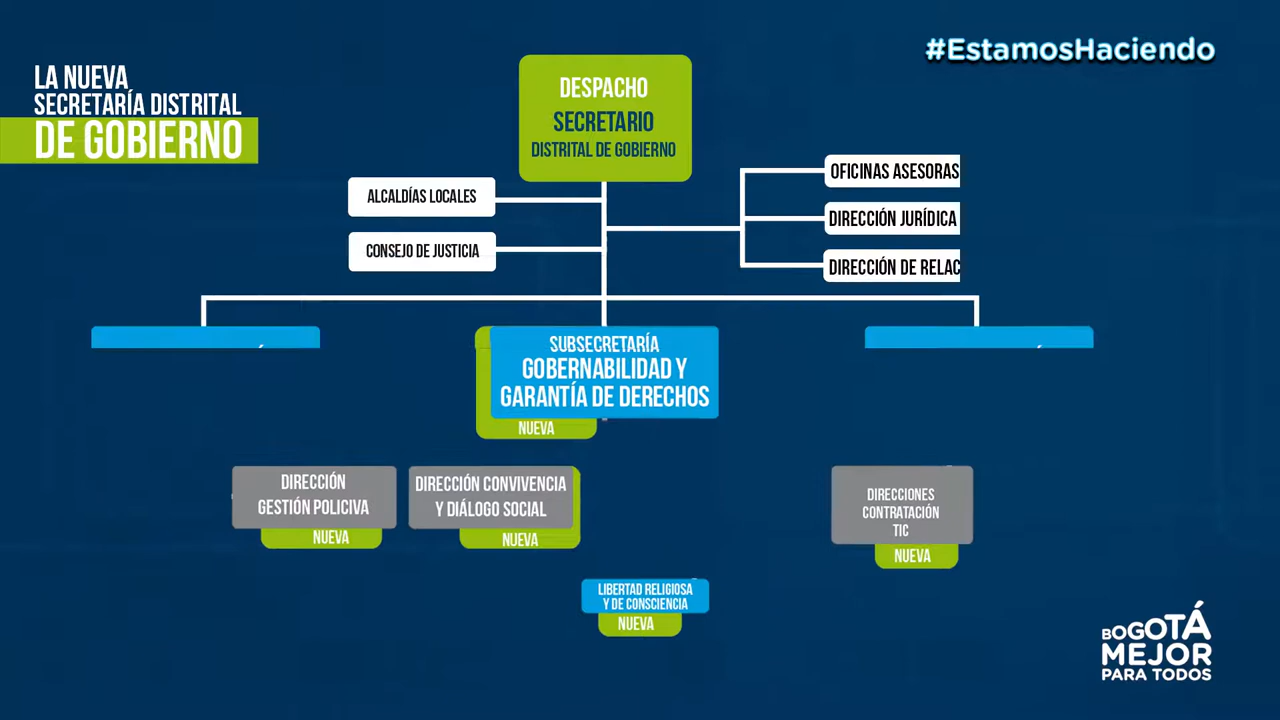 #EstamosHaciendo
LA NUEVA
SECRETARÍA DISTRITAL
DE GOBIERNO
DESPACHO
SECRETARIO
DISTRITAL DE GOBIERNO
ALCALDÍAS LOCALES
CONSEJO DE JUSTICIA
OFICINAS ASESORAS
DIRECCIÓN JURÍDICA
DIRECCIÓN DE RELAC
SUBSECRETARÍA
GOBERNABILIDAD Y
GARANTÍA DE DERECHOS
NUEVA
DIRECCIÓN
GESTIÓN POLICIVA
NUEVA
DIRECCIÓN CONVIVENCIA
Y DIÁLOGO SOCIAL
NUEVA
DIRECCIONES
CONTRATACIÓN
TIC
NUEVA
LIBERTAD RELIGIOSA
Y DE CONSCIENCIA
NUEVA
BOGOTÁ
MEJOR
PARA TODOS